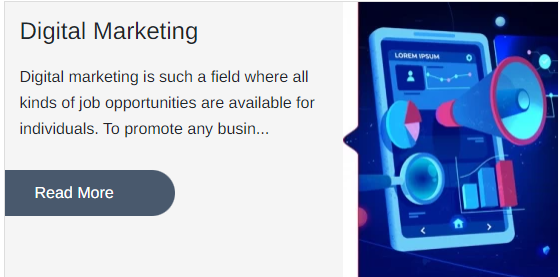 Digital Marketing
Digital marketing is such a field where all
kinds of job opportunities are available for
individuals. To promote any busin...
Read More
LOREM IPSUM